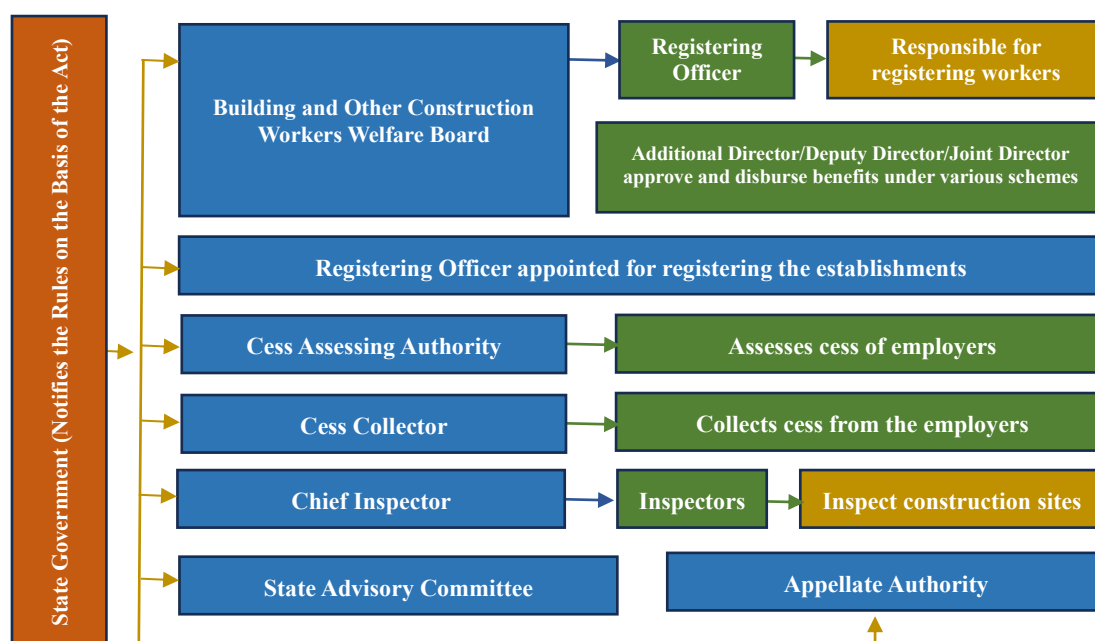 State Government (Notifies the Rules on the Basis of the Act)
Building and Other Construction
Workers Welfare Board
Registering
Officer
Responsible for
registering workers
Additional Director/Deputy Director/Joint Director
approve and disburse benefits under various schemes
Registering Officer appointed for registering the establishments
Cess Assessing Authority
Assesses cess of employers
Cess Collector
Collects cess from the employers
Chief Inspector
Inspectors
Inspect construction sites
State Advisory Committee
Appellate Authority